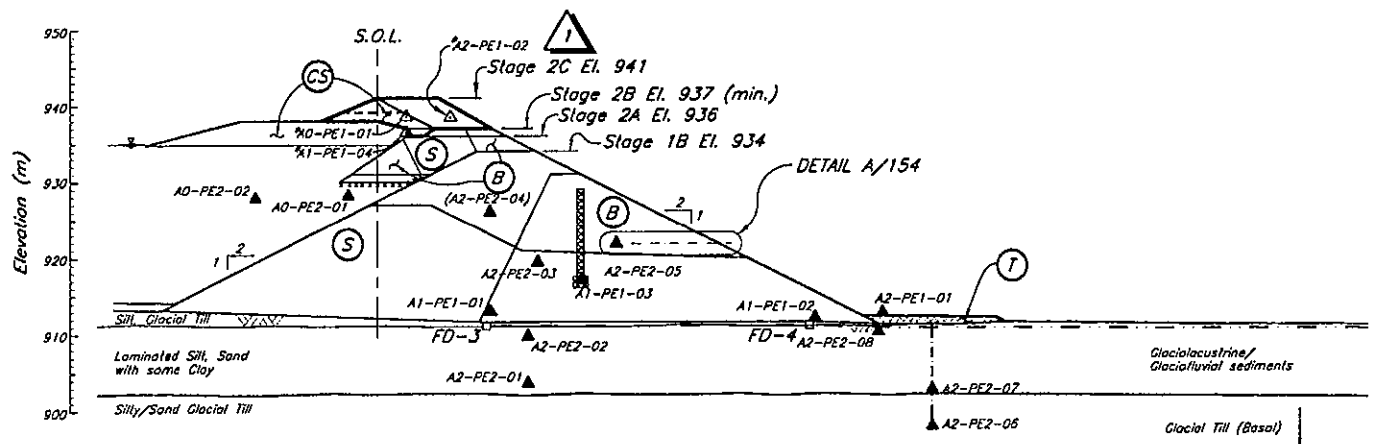 Elevation (m)
950
940
930
920
910
900
S.O.L.
A2-PE1-02
1
Stage 2C El. 941
Stage 2B El. 937 (min.)
Stage 2A El. 936
Stage 1B El. 934
CS
A0-PE1-01
A1-PE1-04
S
B
DETAIL A/154
A0-PE2-02
A0-PE2-01
(A2-PE2-04)
B
2
1
S
2
1
A2-PE2-03
A2-PE2-05
A1-PE1-03
T
A1-PE1-01
A1-PE1-02
A2-PE1-01
Silt, Glacial Till
FD-3
FD-4
A2-PE2-08
A2-PE2-02
Laminated Silt, Sand
with some Clay
Glaciolacustrine/
Glaciofluvial sediments
A2-PE2-01
A2-PE2-07
Silty/Sand Glacial Till
A2-PE2-06
Glacial Till (Basal)